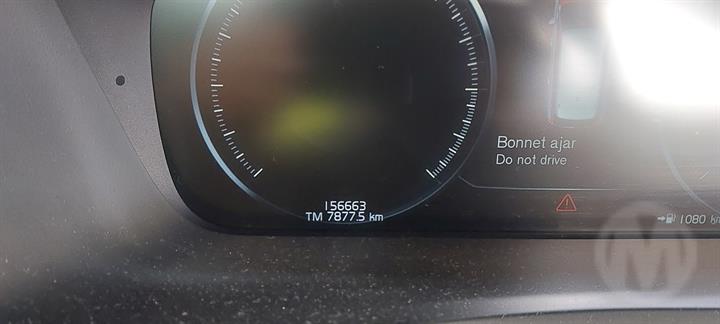 Bonnet ajar
Do not drive
156663
TM 7877.5 km
1080 km
M